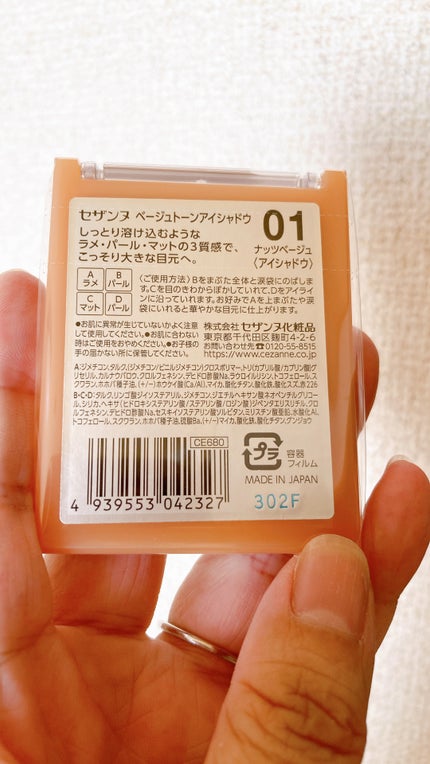 セザンヌ ベージュトーンアイシャドウ
01
ナッツベージュ
〈アイシャドウ〉
しっとり溶け込むような
ラメ・パール・マットの3質感で、
こっそり大きな目元へ。
A ラメ
B パール
C マット
D パール
〈ご使用方法〉Bをまぶた全体と涙袋にのばしま
す。Cを目のきわからぼかしていれて、Dをアイライ
ンに沿っていれます。お好みでAを上まぶたや涙
袋にいれると華やかな目元に仕上がります。
●お肌に異常が生じていないかよく注意
して使用してください。●お肌に合わない
時はご使用をおやめください。●お子様の
手の届かない所に保管してください。
株式会社 セザンヌ化粧品
東京都千代田区麹町4-2-6
お問い合わせ先☎0120-55-8515
https://www.cezanne.co.jp/
CE680
4 939553 042327
プラ
容器
フィルム
MADE IN JAPAN
302F